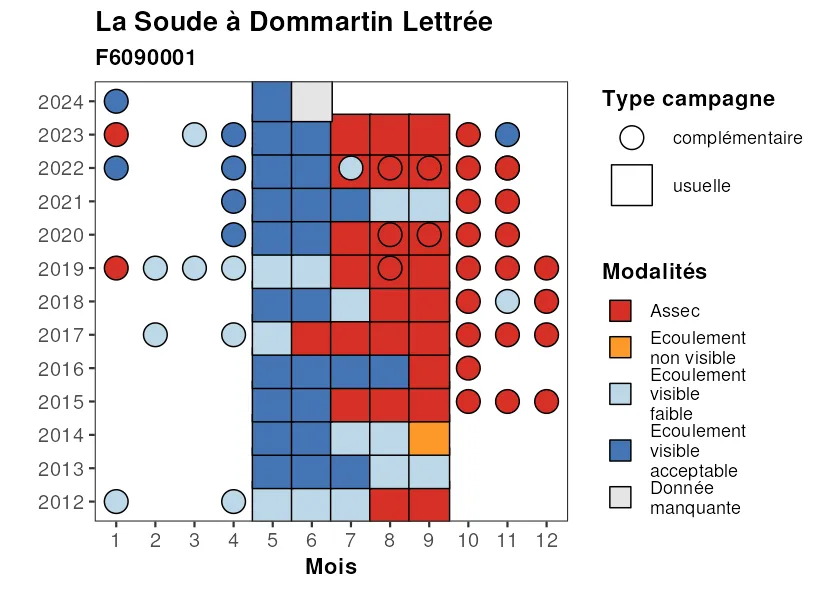 La Soude à Dommartin Lettrée
F6090001
2024
2023
2022
2021
2020
2019
2018
2017
2016
2015
2014
2013
2012
1 2 3 4 5 6 7 8 9 10 11 12
Mois
Type campagne
complémentaire
usuelle
Modalités
Assec
Ecoulement
non visible
Ecoulement
visible
faible
Ecoulement
visible
acceptable
Donnée
manquante